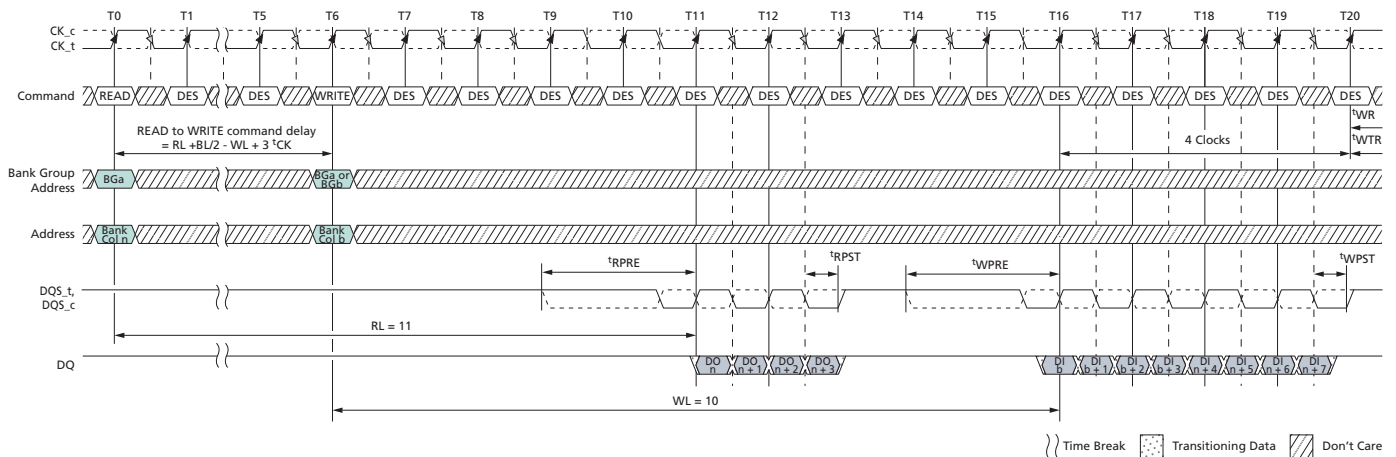 T0 T1 T5 T6 T7 T8 T9 T10 T11 T12 T13 T14 T15 T16 T17 T18 T19 T20
CK_c
CK_t
Command READ DES DES WRITE DES DES DES DES DES DES DES DES DES DES DES DES DES DES
tWR
READ to WRITE command delay
= RL +BL/2 - WL + 3 tCK
4 Clocks
tWTR
Bank Group
Address
BGa
BGa or
BGb
Address
Bank
Col n
Bank
Col b
tRPRE tRPST tWPRE tWPST
DQS_t,
DQS_c
RL = 11
DQ
DO
n
DO
n + 1
DO
n + 2
DO
n + 3
DI
b
DI
b + 1
DI
b + 2
DI
b + 3
DI
n + 4
DI
n + 5
DI
n + 6
DI
n + 7
WL = 10
Time Break Transitioning Data Don't Care